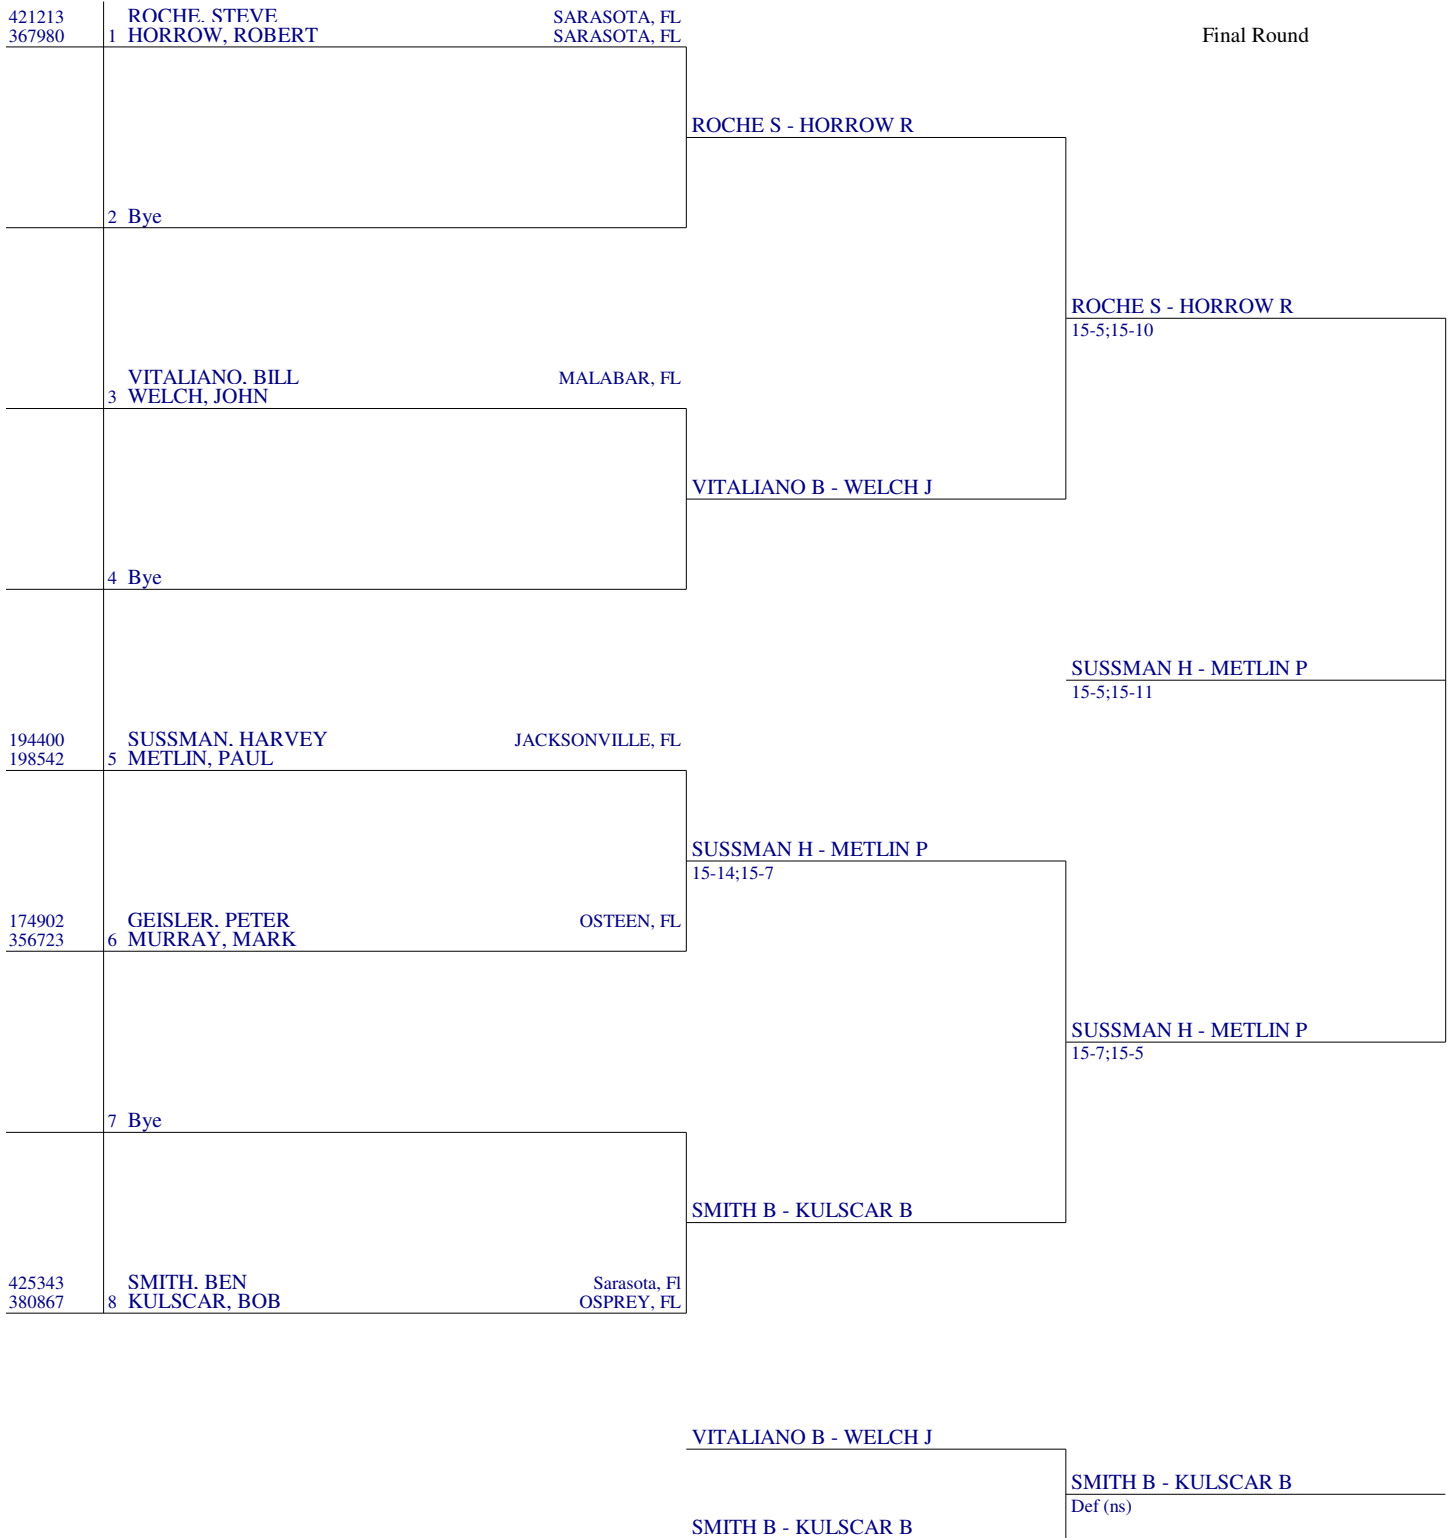 421213 ROCHE, STEVE SARASOTA, FL
367980 1 HORROW, ROBERT SARASOTA, FL
Final Round
ROCHE S - HORROW R
2 Bye
ROCHE S - HORROW R
15-5;15-10
VITALIANO, BILL MALABAR, FL
3 WELCH, JOHN
VITALIANO B - WELCH J
4 Bye
SUSSMAN H - METLIN P
15-5;15-11
194400 SUSSMAN, HARVEY JACKSONVILLE, FL
198542 5 METLIN, PAUL
SUSSMAN H - METLIN P
15-14;15-7
174902 GEISLER, PETER OSTEEN, FL
356723 6 MURRAY, MARK
SUSSMAN H - METLIN P
15-7;15-5
7 Bye
SMITH B - KULSCAR B
425343 SMITH, BEN Sarasota, Fl
380867 8 KULSCAR, BOB OSPREY, FL
VITALIANO B - WELCH J
SMITH B - KULSCAR B
Def (ns)
SMITH B - KULSCAR B